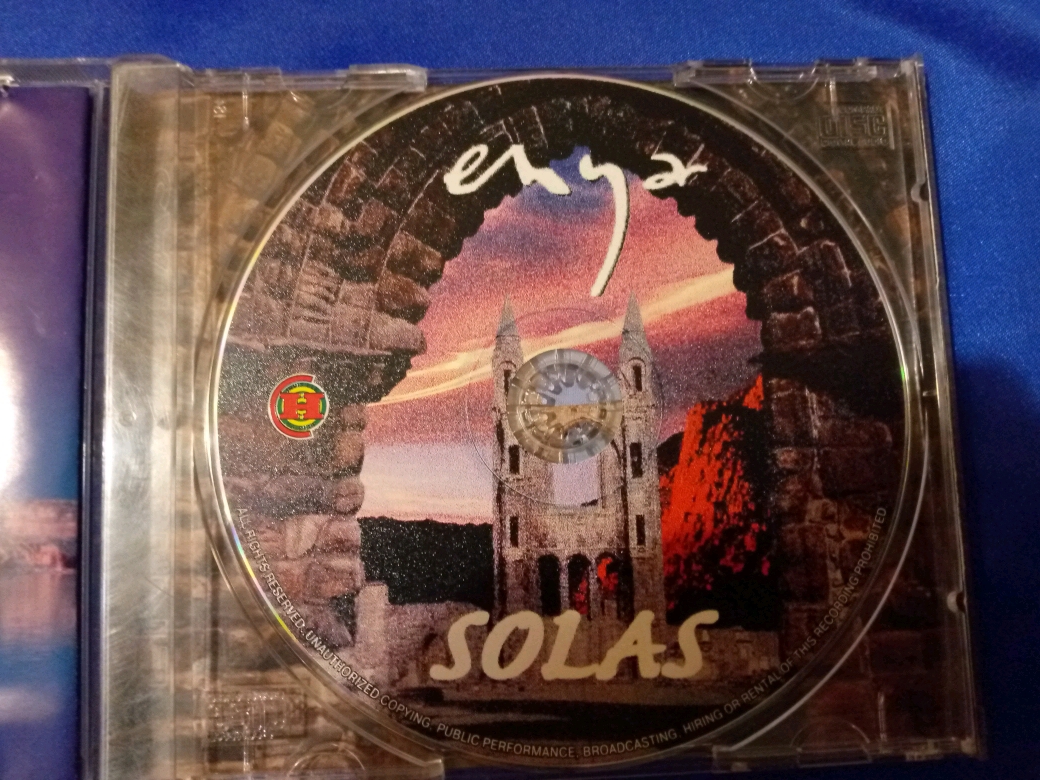 enya
SOLAS
ALL RIGHTS RESERVED. UNAUTHORIZED COPYING, PUBLIC PERFORMANCE, BROADCASTING, HIRING OR RENTAL OF THIS RECORDING PROHIBITED